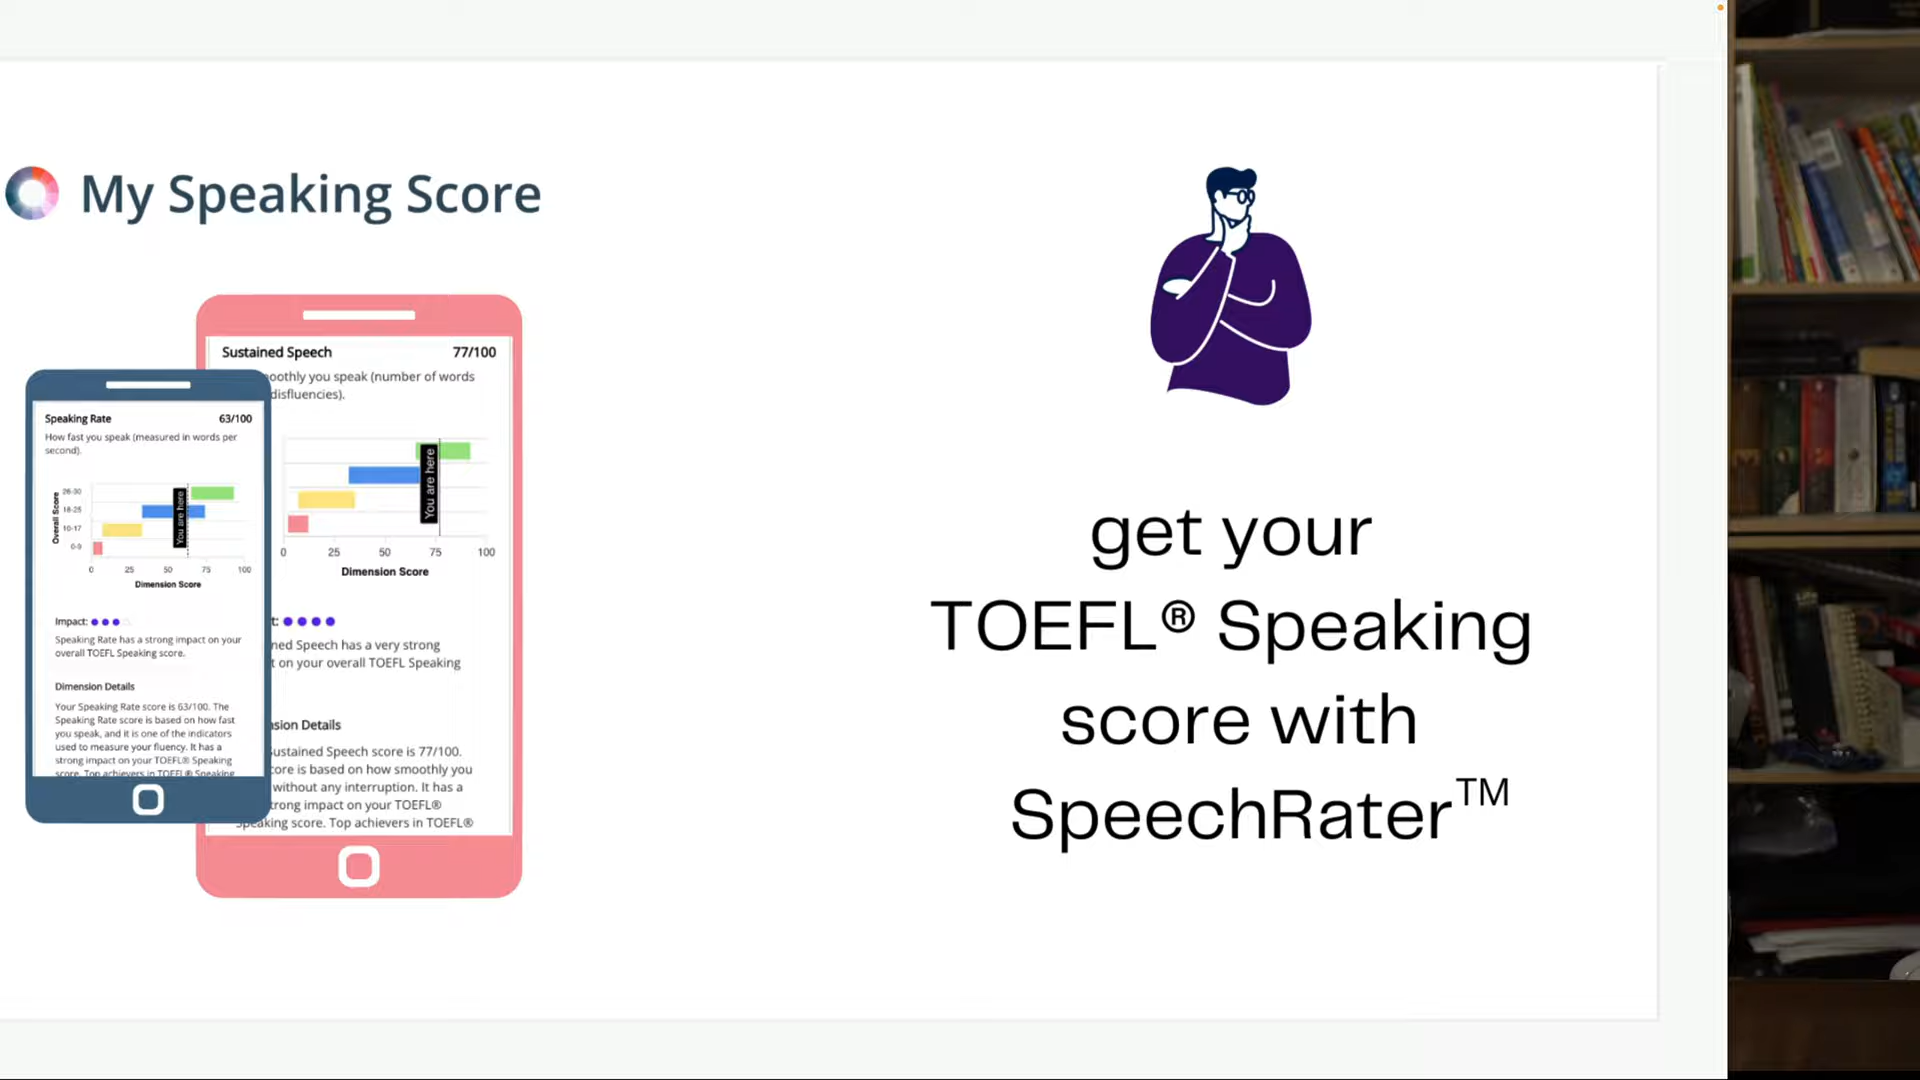 My Speaking Score
Sustained Speech 77/100
oothly you speak (number of words
disfluencies).
You are here
0 25 50 75 100
Dimension Score
ned Speech has a very strong
on your overall TOEFL Speaking
sion Details
ustained Speech score is 77/100.
core is based on how smoothly you
without any interruption. It has a
trong impact on your TOEFL®
Speaking score. Top achievers in TOEFL®
Speaking Rate 63/100
How fast you speak (measured in words per
second).
Overall Score
26-30
18-25
10-17
0-9
You are here
0 25 50 75 100
Dimension Score
Impact:
Speaking Rate has a strong impact on your
overall TOEFL Speaking score.
Dimension Details
Your Speaking Rate score is 63/100. The
Speaking Rate score is based on how fast
you speak, and it is one of the indicators
used to measure your fluency. It has a
strong impact on your TOEFL® Speaking
score. Top achievers in TOEFL® Speaking
get your
TOEFL® Speaking
score with
SpeechRater™